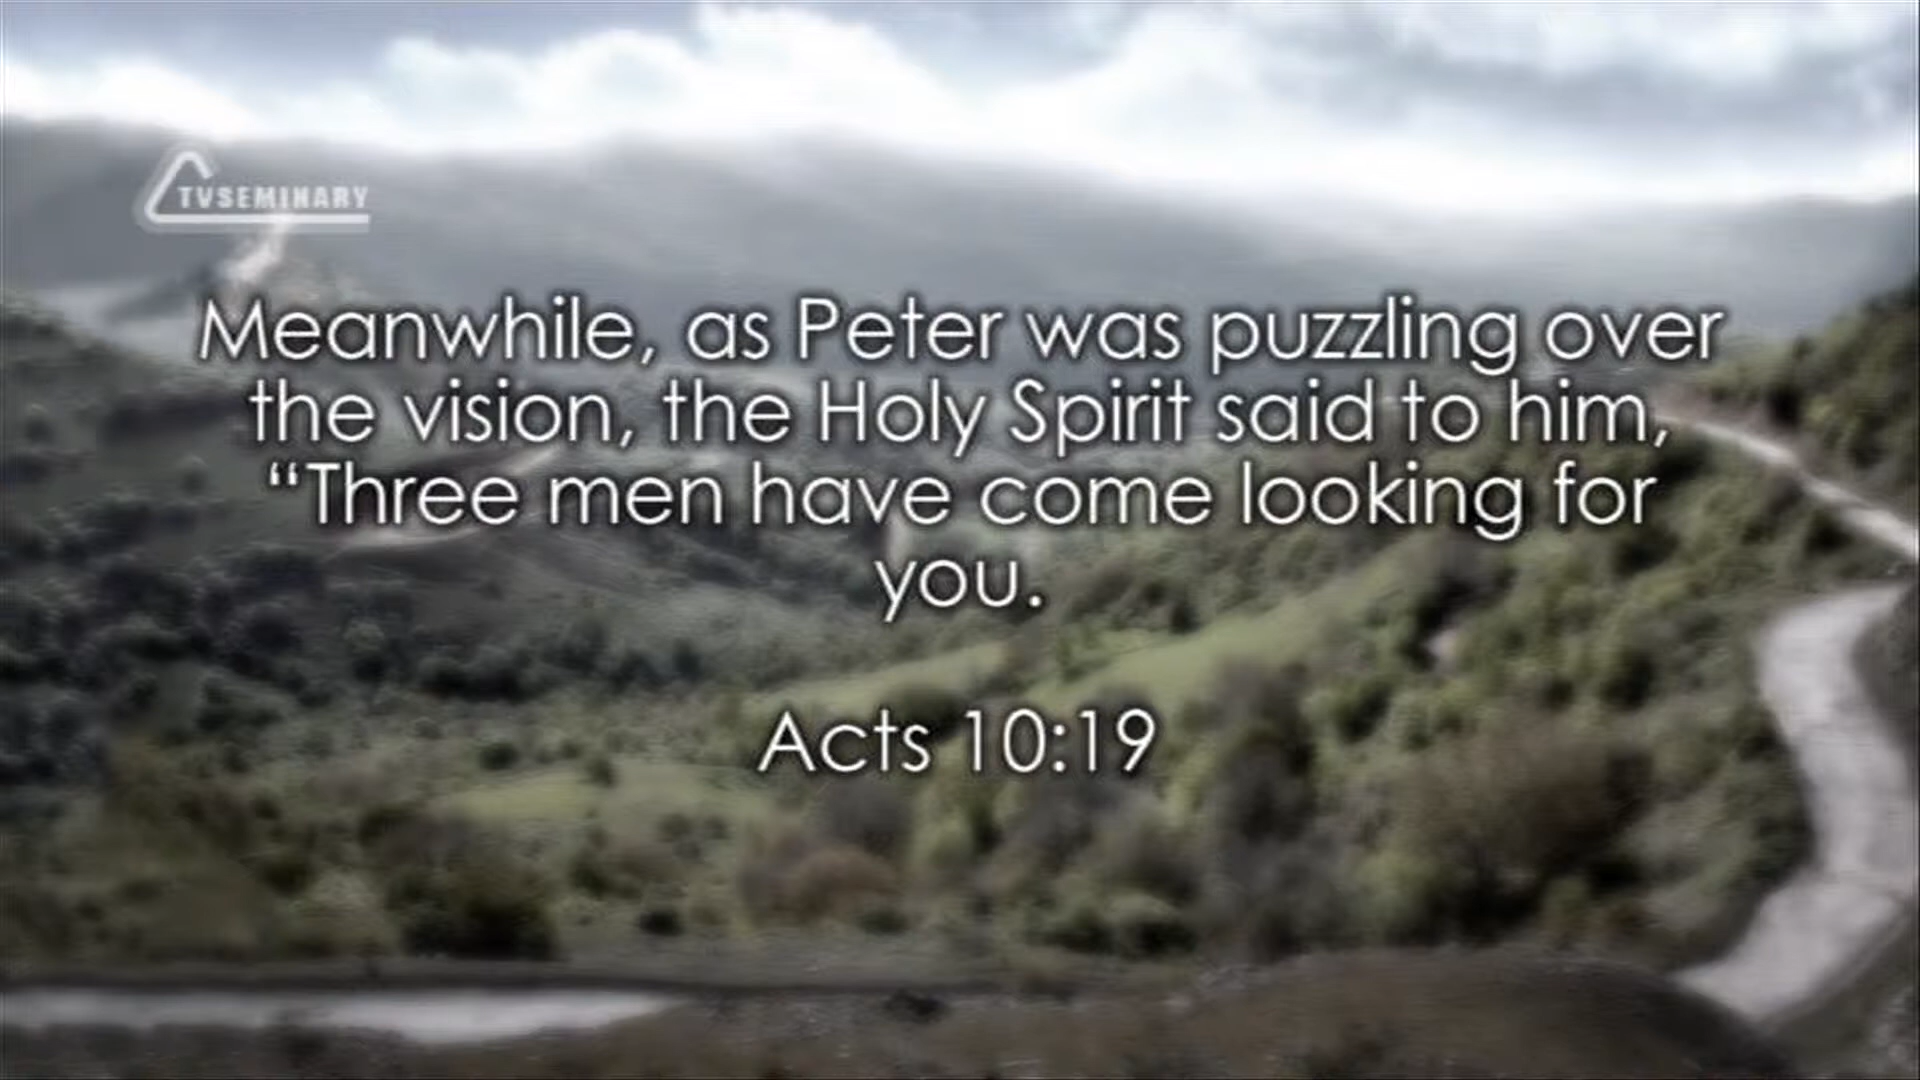 TVSEMINARY
Meanwhile, as Peter was puzzling over
the vision, the Holy Spirit said to him,
“Three men have come looking for
you.
Acts 10:19